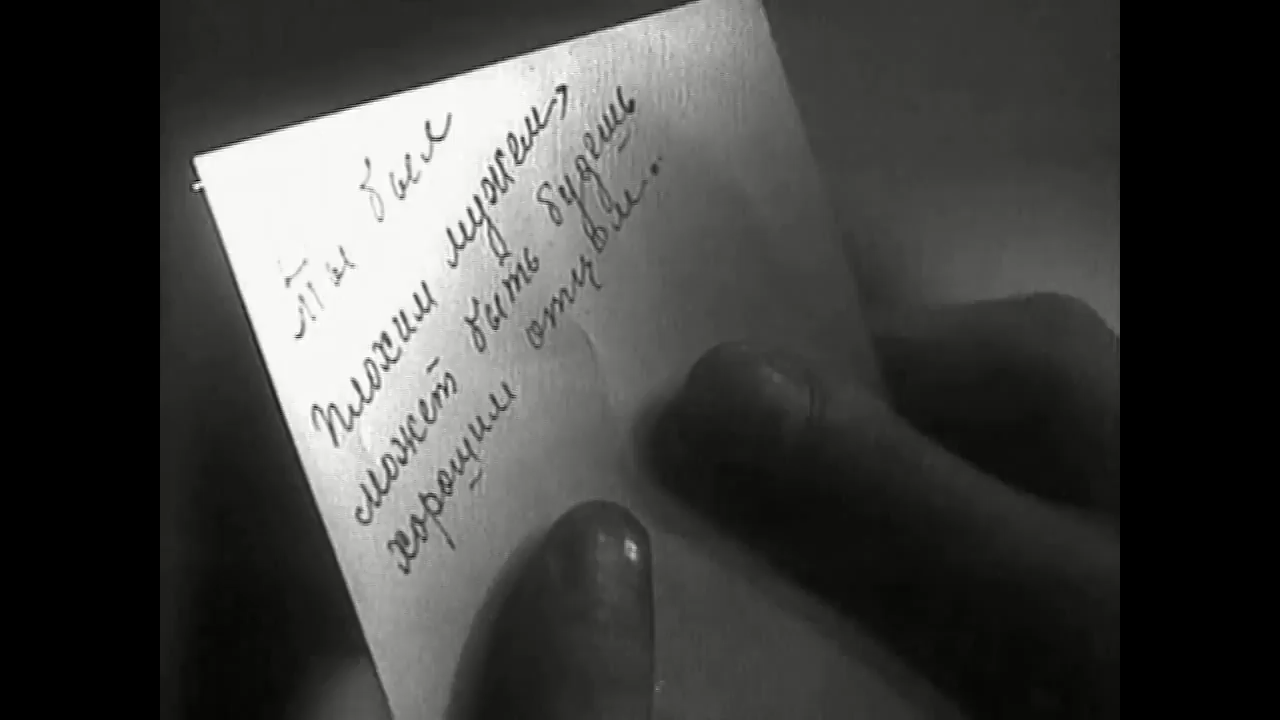 Ты был
плохим мужем,
может быть будешь
хорошим отцом.